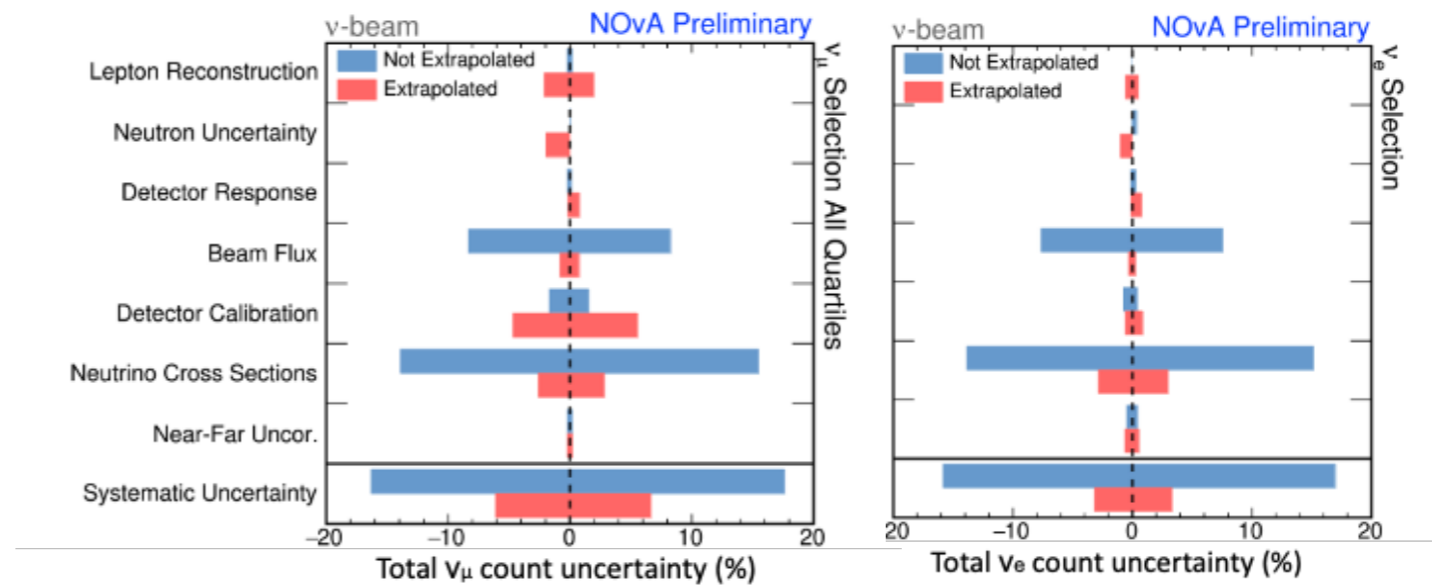 ν-beam NOνA Preliminary
Not Extrapolated
Extrapolated
Lepton Reconstruction
Neutron Uncertainty
Detector Response
Beam Flux
Detector Calibration
Neutrino Cross Sections
Near-Far Uncor.
Systematic Uncertainty
−20 −10 0 10 20
Total νμ count uncertainty (%)
νμ Selection All Quartiles
ν-beam NOνA Preliminary
Not Extrapolated
Extrapolated
20 −10 0 10 20
Total νe count uncertainty (%)
νe Selection